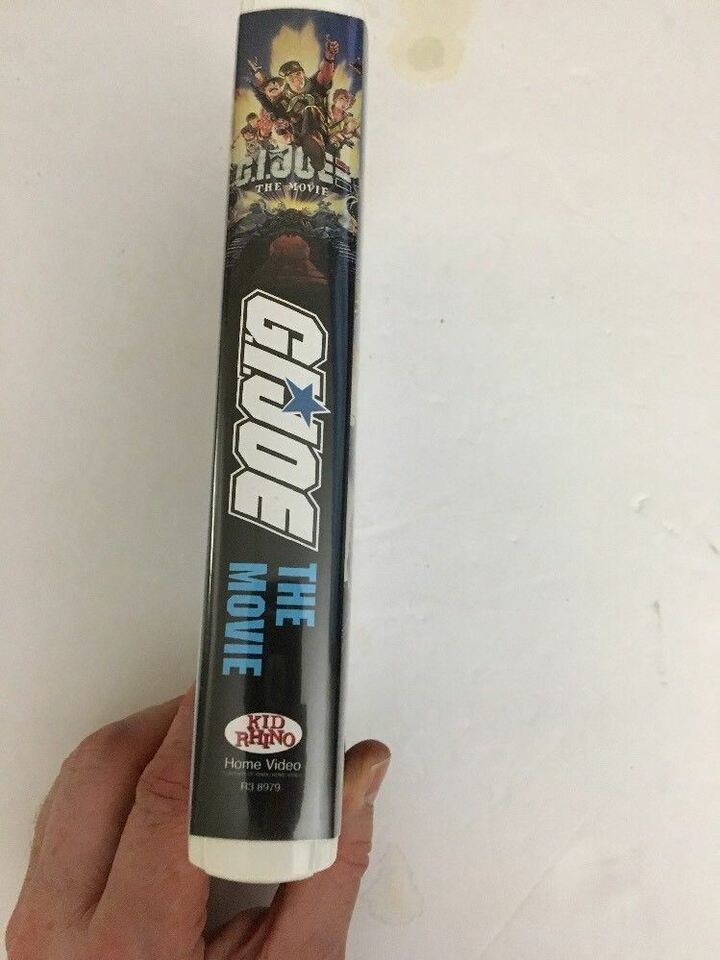 G.I. JOE
THE MOVIE
G.I. JOE
THE
MOVIE
KID
RHINO
Home Video
R3 8979